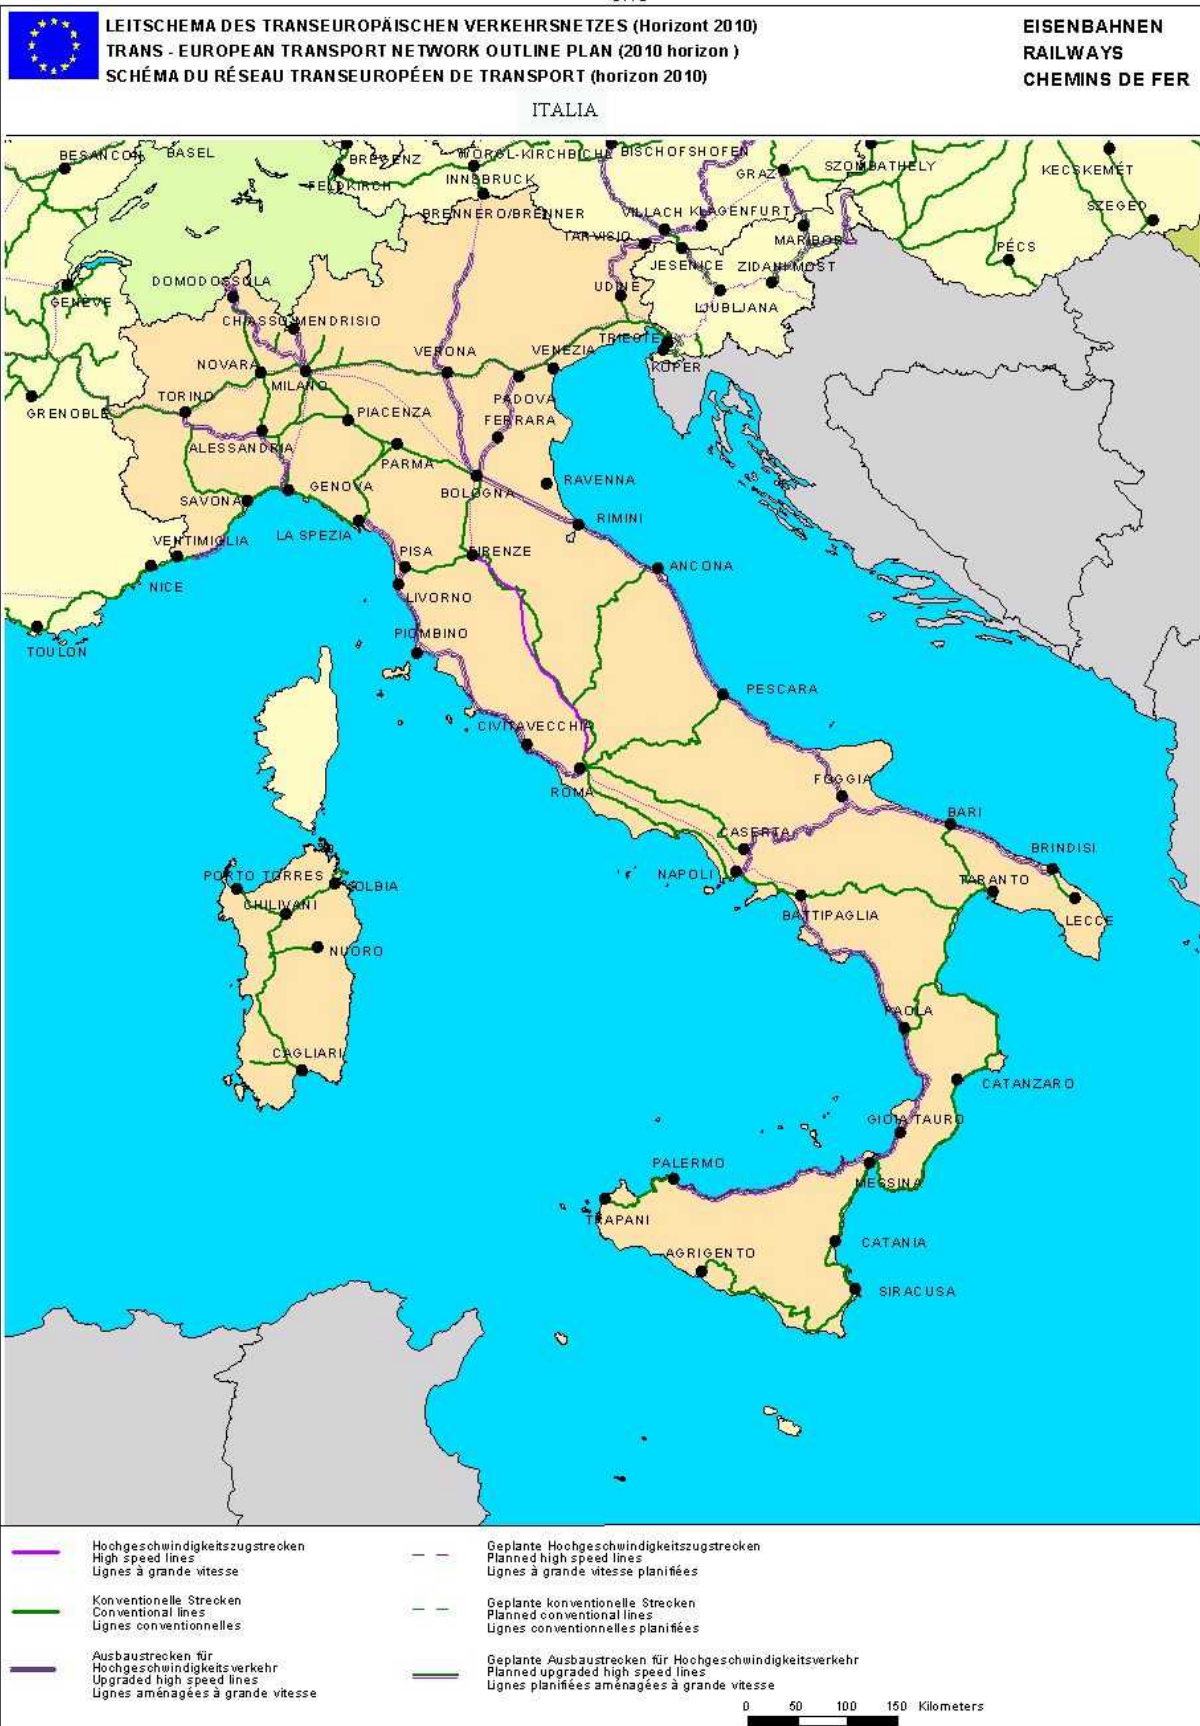 LEITSCHEMA DES TRANSEUROPÄISCHEN VERKEHRSNETZES (Horizont 2010)
TRANS - EUROPEAN TRANSPORT NETWORK OUTLINE PLAN (2010 horizon )
SCHÉMA DU RÉSEAU TRANSEUROPÉEN DE TRANSPORT (horizon 2010)
EISENBAHNEN
RAILWAYS
CHEMINS DE FER
ITALIA
BESANCON
BASEL
BREGENZ
WÖRGL-KIRCHBICHL
BISCHOFSHOFEN
GRAZ
SZOMBATHELY
KECSKEMÉT
FELDKIRCH
INNSBRUCK
BRENNERO/BRENNER
VILLACH
KLAGENFURT
SZEGED
TARVISIO
MARIBOR
PÉCS
JESENICE
ZIDANI MOST
DOMODOSSOLA
GENÈVE
UDINE
LJUBLJANA
CHIASSO-MENDRISIO
TRIESTE
NOVARA
MILANO
VERONA
VENEZIA
KOPER
GRENOBLE
TORINO
PADOVA
PIACENZA
FERRARA
ALESSANDRIA
PARMA
SAVONA
GENOVA
BOLOGNA
RAVENNA
LA SPEZIA
RIMINI
VENTIMIGLIA
PISA
FIRENZE
ANCONA
NICE
LIVORNO
PIOMBINO
TOULON
PESCARA
CIVITAVECCHIA
ROMA
FOGGIA
BARI
CASERTA
BRINDISI
NAPOLI
PORTO TORRES
OLBIA
TARANTO
CHILIVANI
BATTIPAGLIA
LECCE
NUORO
PAOLA
CAGLIARI
CATANZARO
GIOIA TAURO
PALERMO
MESSINA
TRAPANI
CATANIA
AGRIGENTO
SIRACUSA
Hochgeschwindigkeitszugstrecken
High speed lines
Lignes à grande vitesse
Geplante Hochgeschwindigkeitszugstrecken
Planned high speed lines
Lignes à grande vitesse planifiées
Konventionelle Strecken
Conventional lines
Lignes conventionnelles
Geplante konventionelle Strecken
Planned conventional lines
Lignes conventionnelles planifiées
Ausbaustrecken für
Hochgeschwindigkeitsverkehr
Upgraded high speed lines
Lignes aménagées à grande vitesse
Geplante Ausbaustrecken für Hochgeschwindigkeitsverkehr
Planned upgraded high speed lines
Lignes planifiées aménagées à grande vitesse
0 50 100 150 Kilometers